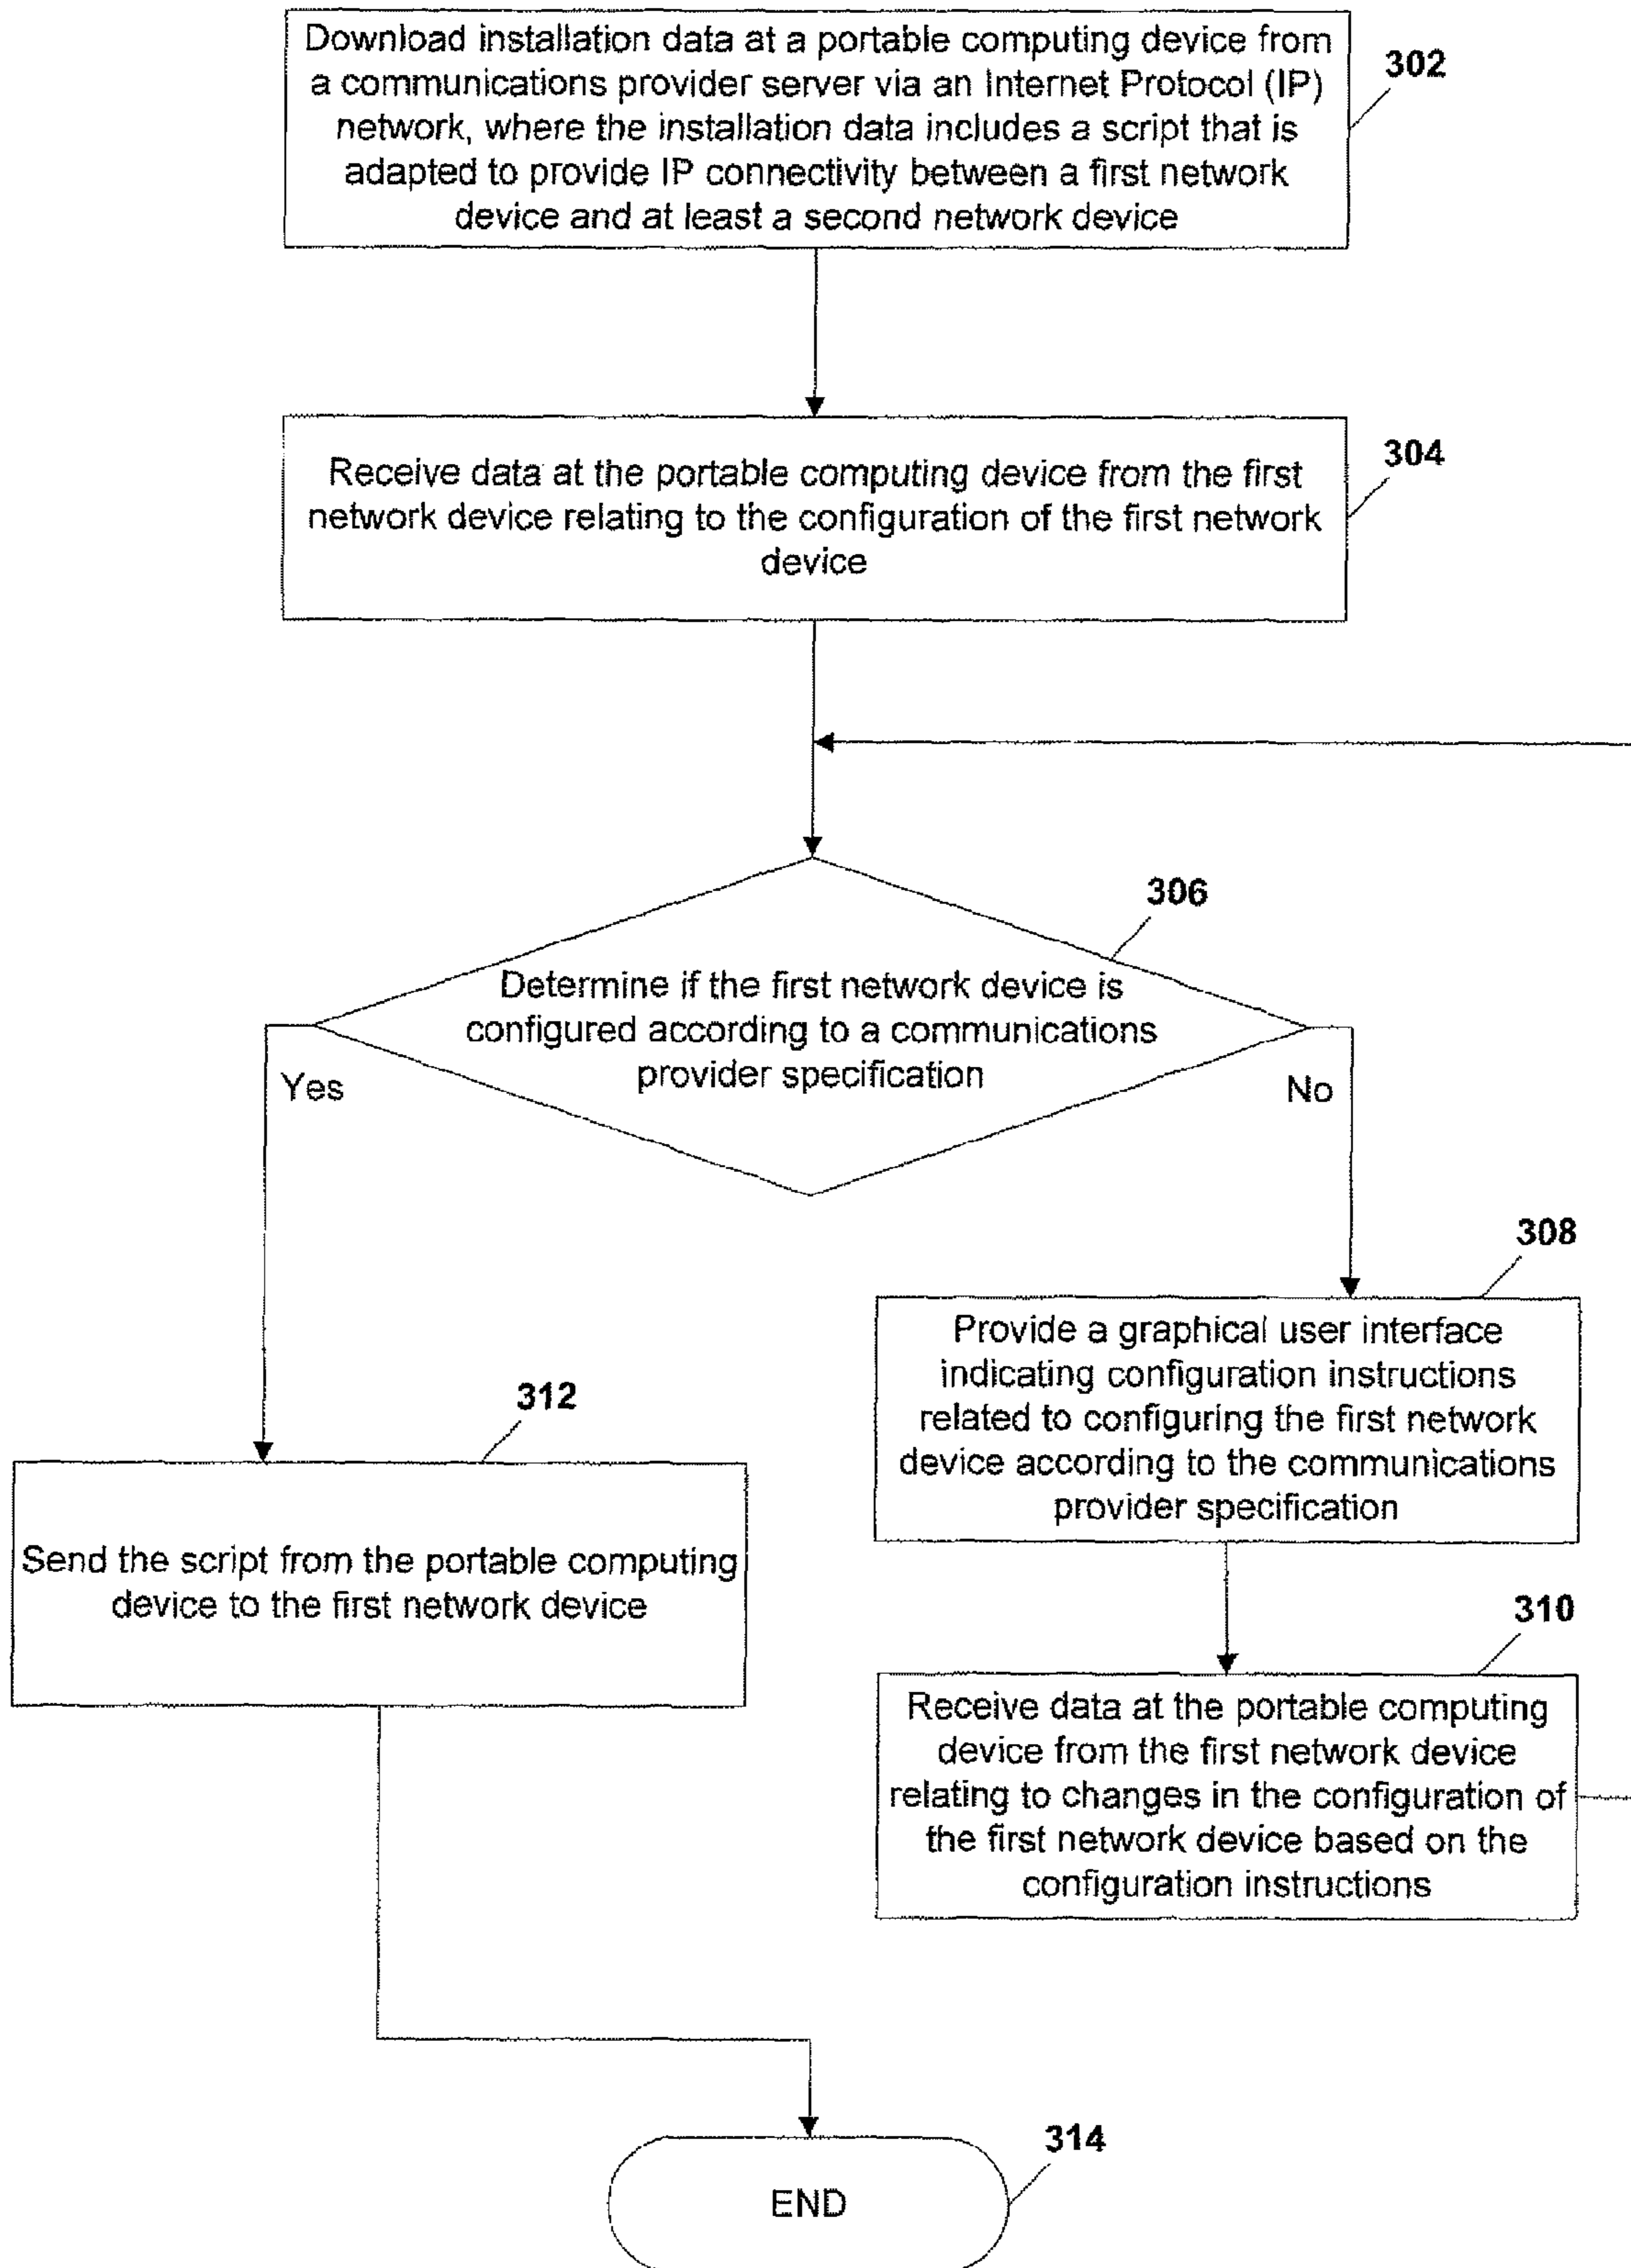 Download installation data at a portable computing device from
a communications provider server via an Internet Protocol (IP)
network, where the installation data includes a script that is
adapted to provide IP connectivity between a first network
device and at least a second network device
302
Receive data at the portable computing device from the first
network device relating to the configuration of the first network
device
304
306
Determine if the first network device is
configured according to a communications
provider specification
Yes
No
308
Provide a graphical user interface
indicating configuration instructions
related to configuring the first network
device according to the communications
provider specification
312
Send the script from the portable computing
device to the first network device
310
Receive data at the portable computing
device from the first network device
relating to changes in the configuration of
the first network device based on the
configuration instructions
314
END